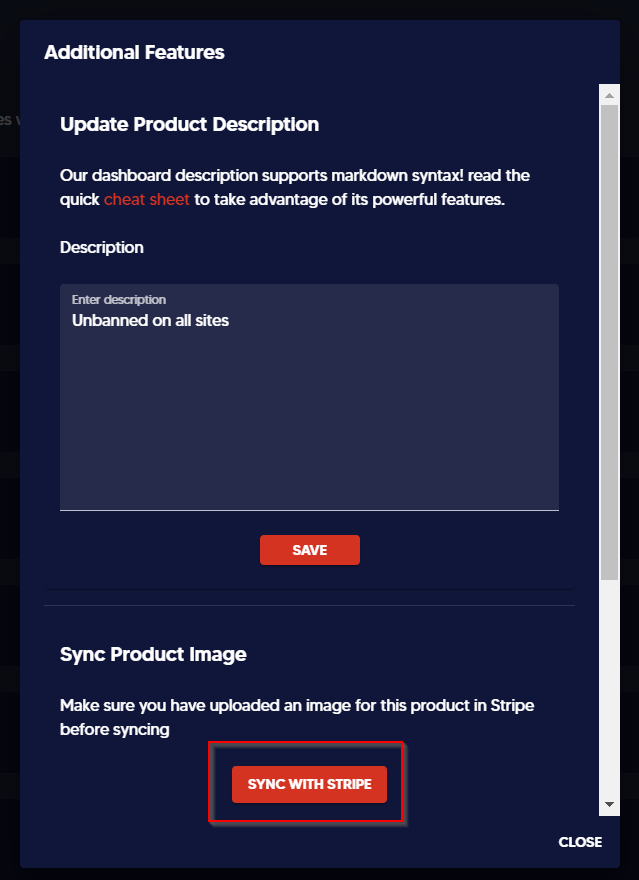 Additional Features
es v
Update Product Description
Our dashboard description supports markdown syntax! read the
quick cheat sheet to take advantage of its powerful features.
Description
Enter description
Unbanned on all sites
SAVE
Sync Product Image
Make sure you have uploaded an image for this product in Stripe
before syncing
SYNC WITH STRIPE
CLOSE